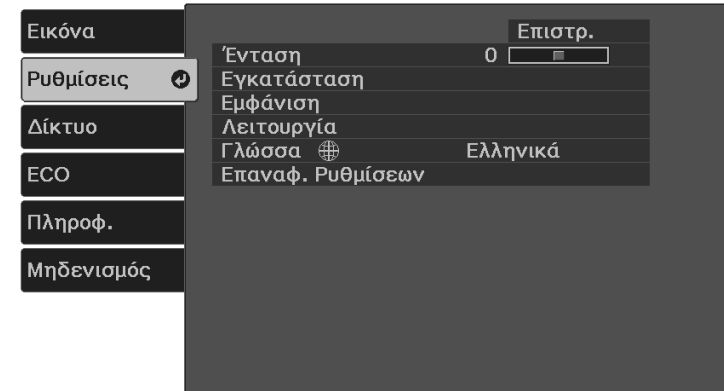 Εικόνα
Ρυθμίσεις
Δίκτυο
ECO
Πληροφ.
Μηδενισμός
Επιστρ.
Ένταση 0
Εγκατάσταση
Εμφάνιση
Λειτουργία
Γλώσσα Ελληνικά
Επαναφ. Ρυθμίσεων